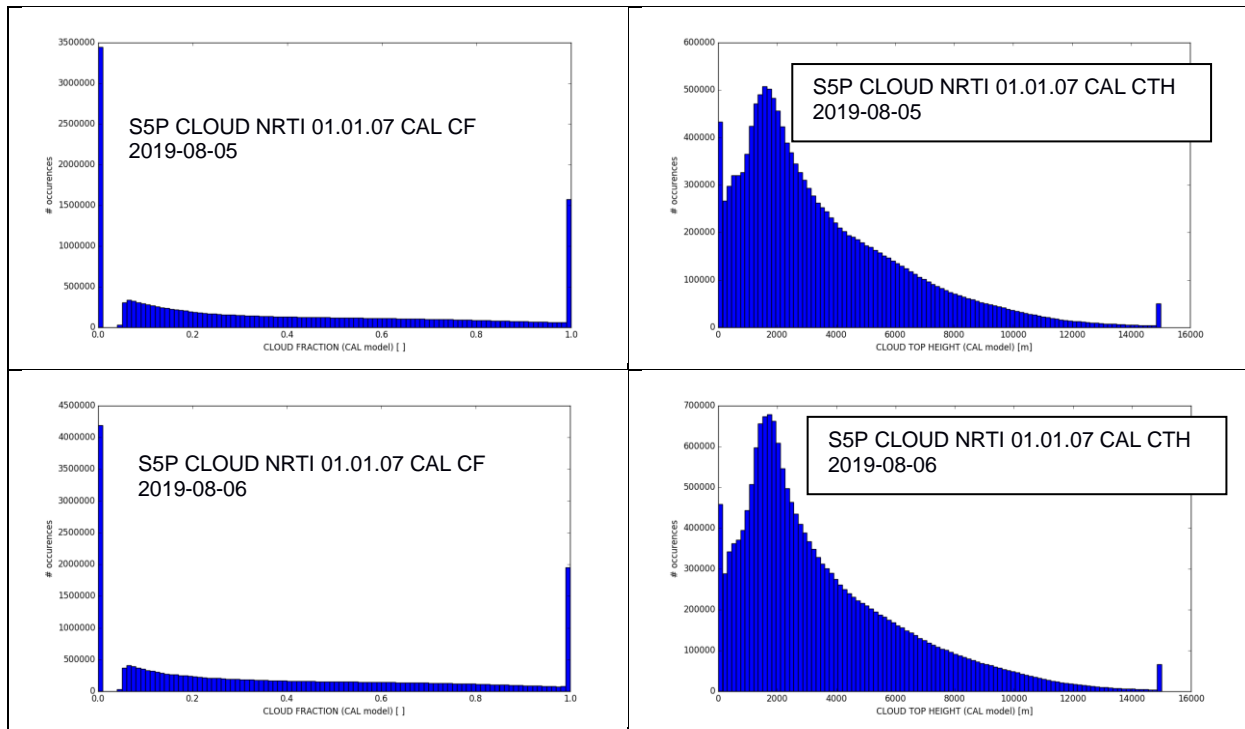 3500000
3000000
2500000
2000000
1500000
1000000
500000
0
# occurences
S5P CLOUD NRTI 01.01.07 CAL CF
2019-08-05
0.0 0.2 0.4 0.6 0.8 1.0
CLOUD FRACTION (CAL model) [ ]
600000
500000
400000
300000
200000
100000
0
# occurences
S5P CLOUD NRTI 01.01.07 CAL CTH
2019-08-05
0 2000 4000 6000 8000 10000 12000 14000 16000
CLOUD TOP HEIGHT (CAL model) [m]
4500000
4000000
3500000
3000000
2500000
2000000
1500000
1000000
500000
0
# occurences
S5P CLOUD NRTI 01.01.07 CAL CF
2019-08-06
0.0 0.2 0.4 0.6 0.8 1.0
CLOUD FRACTION (CAL model) [ ]
700000
600000
500000
400000
300000
200000
100000
0
# occurences
S5P CLOUD NRTI 01.01.07 CAL CTH
2019-08-06
0 2000 4000 6000 8000 10000 12000 14000 16000
CLOUD TOP HEIGHT (CAL model) [m]